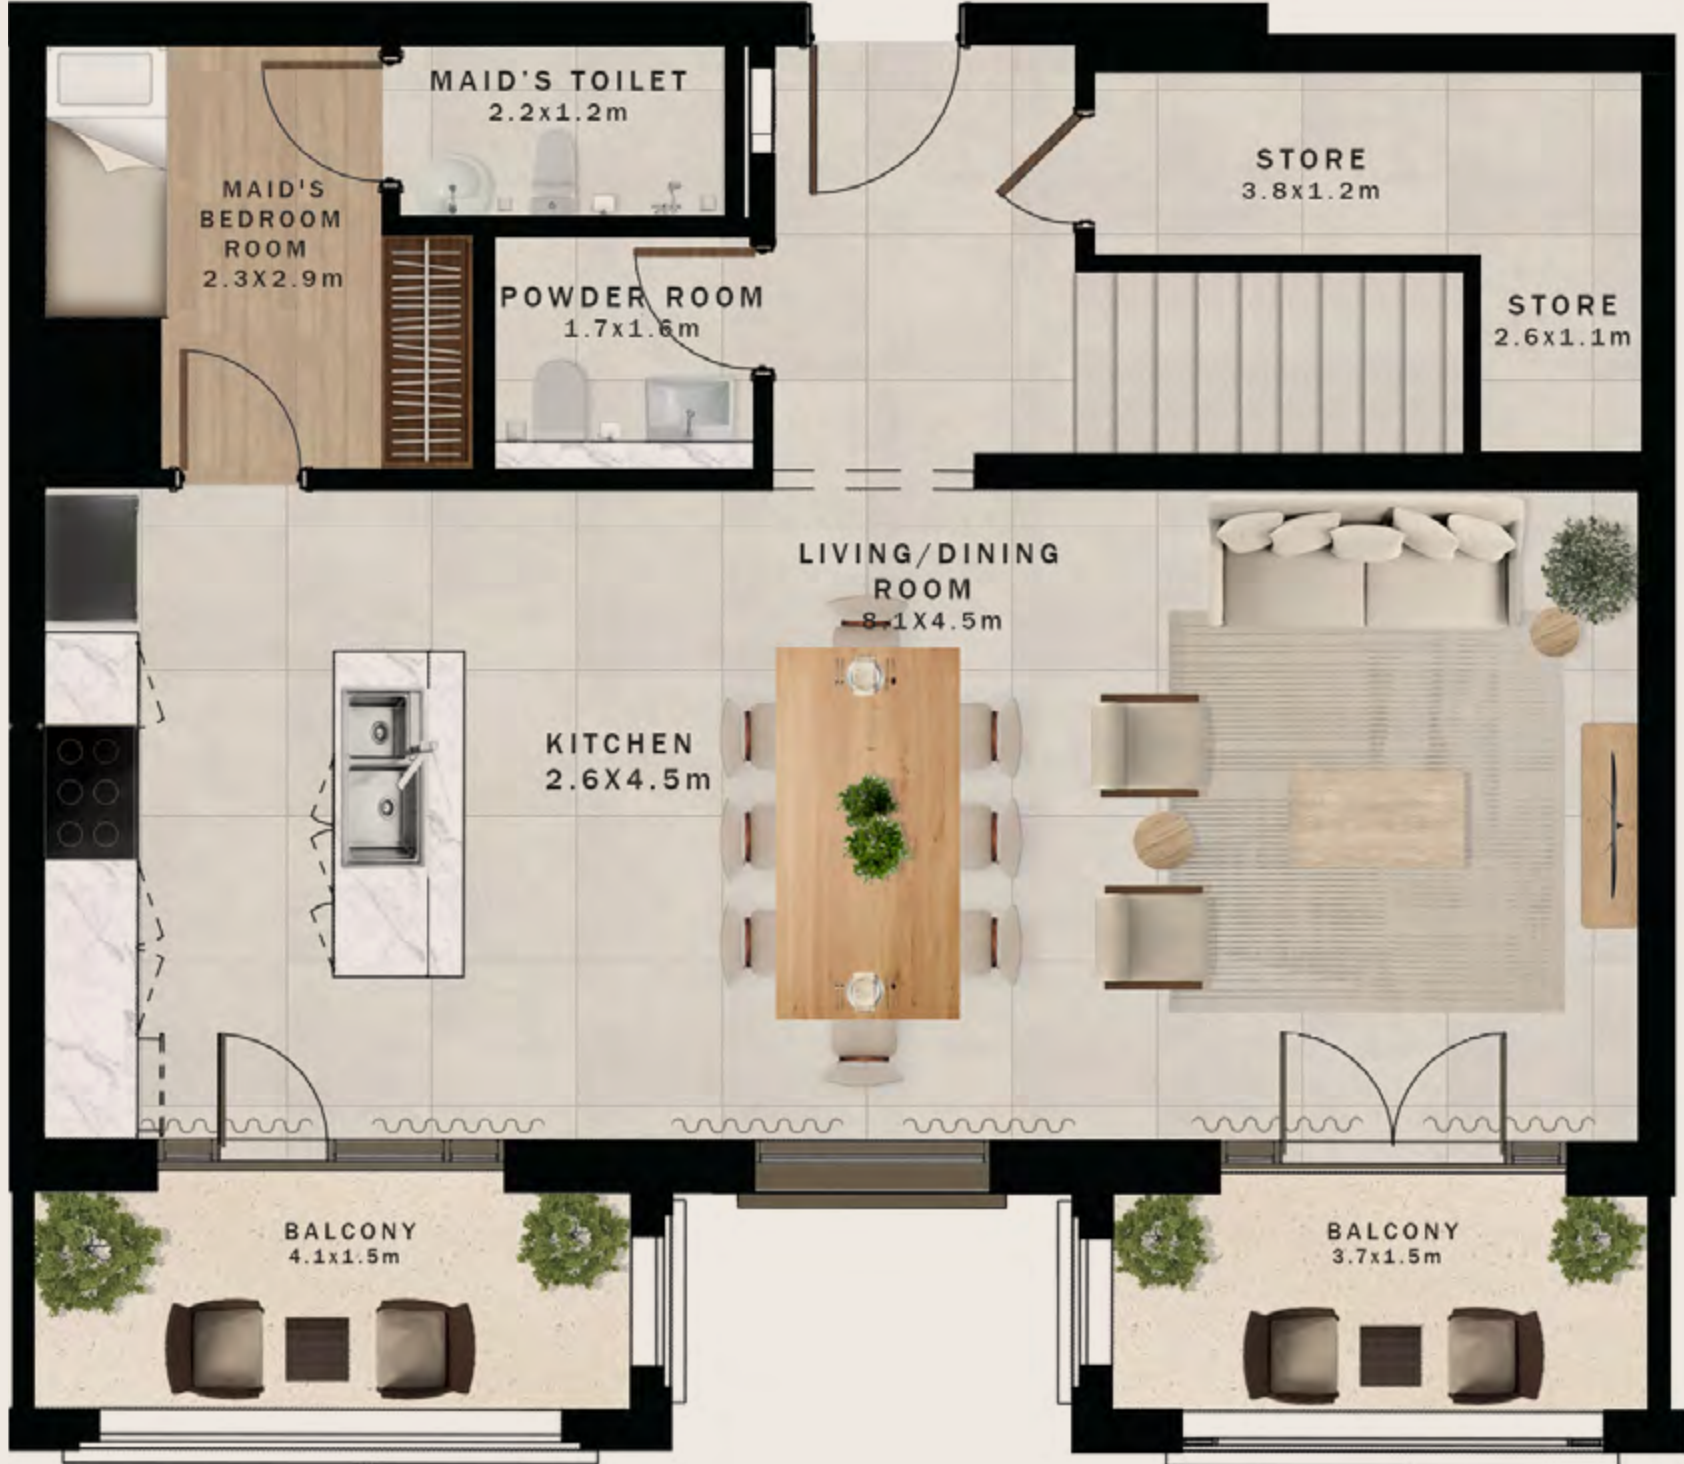 MAID'S TOILET
2.2x1.2m
STORE
3.8x1.2m
MAID'S
BEDROOM
ROOM
2.3X2.9m
POWDER ROOM
1.7x1.6m
STORE
2.6x1.1m
LIVING/DINING
ROOM
8.1X4.5m
KITCHEN
2.6X4.5m
BALCONY
4.1x1.5m
BALCONY
3.7x1.5m